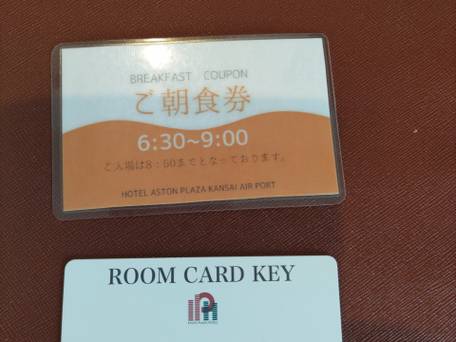 BREAKFAST COUPON
ご朝食券
6:30~9:00
ご入場は8：50までとなっております。
HOTEL ASTON PLAZA KANSAI AIR PORT
ROOM CARD KEY